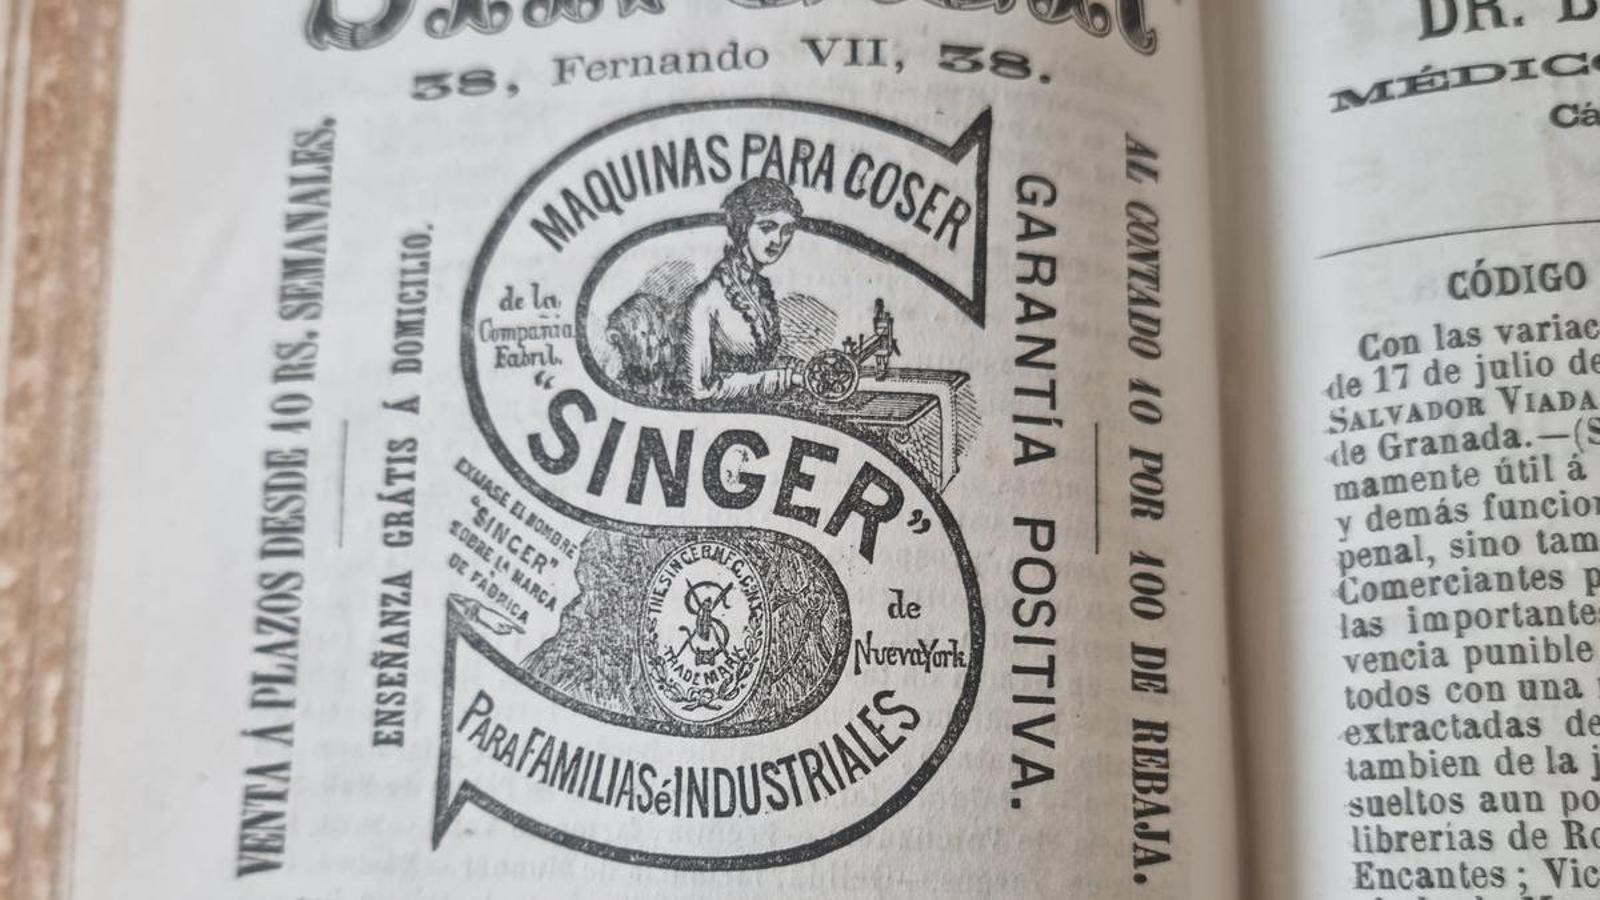 38, Fernando VII, 38.
VENTA Á PLAZOS DESDE 10 RS. SEMANALES.
ENSEÑANZA GRÁTIS Á DOMICILIO.
MAQUINAS PARA COSER
de la
Compañia
Fabril.
“SINGER”
EXIJASE EL NOMBRE
“SINGER”
SOBRE LA MARCA
DE FABRICA
THE SINGER MFG. CO. N.Y.
TRADE MARK
de
Nueva York
PARA FAMILIAS é INDUSTRIALES
GARANTÍA POSITIVA.
AL CONTADO 10 POR 100 DE REBAJA.
DR.
MÉDICO
CÓDIGO
Con las variac
de 17 de julio de
SALVADOR VIADA
de Granada.—(S
mamente útil á
y demás funcion
penal, sino tam
Comerciantes p
las importantes
vencia punible
todos con una
extractadas de
tambien de la j
sueltos aun po
librerías de Ro
Encantes; Vic